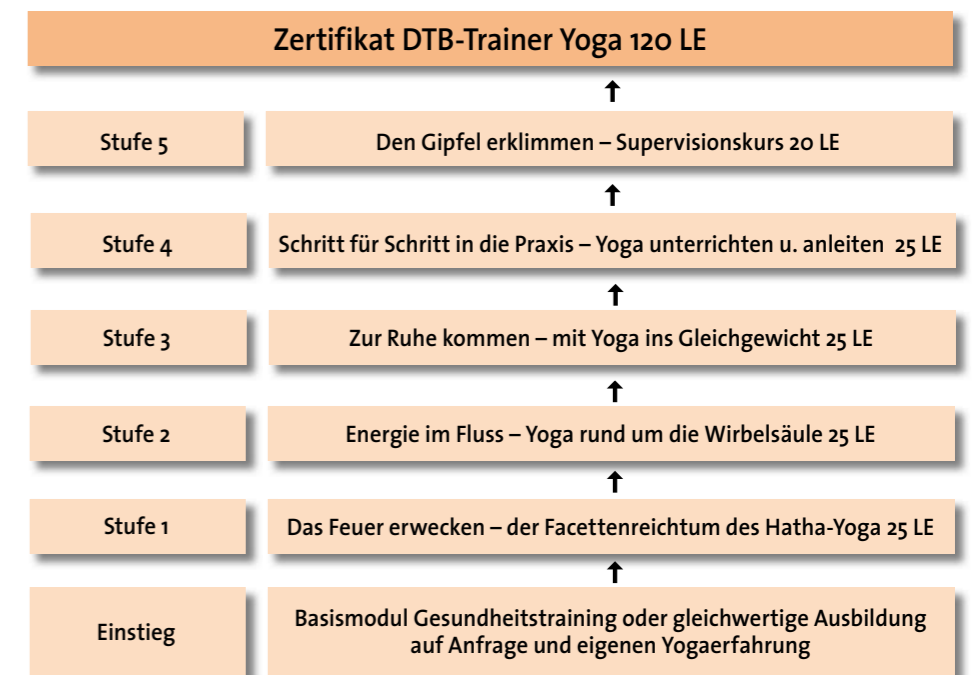 Zertifikat DTB-Trainer Yoga 120 LE
Stufe 5
Den Gipfel erklimmen – Supervisionskurs 20 LE
Stufe 4
Schritt für Schritt in die Praxis – Yoga unterrichten u. anleiten 25 LE
Stufe 3
Zur Ruhe kommen – mit Yoga ins Gleichgewicht 25 LE
Stufe 2
Energie im Fluss – Yoga rund um die Wirbelsäule 25 LE
Stufe 1
Das Feuer erwecken – der Facettenreichtum des Hatha-Yoga 25 LE
Einstieg
Basismodul Gesundheitstraining oder gleichwertige Ausbildung
auf Anfrage und eigenen Yogaerfahrung